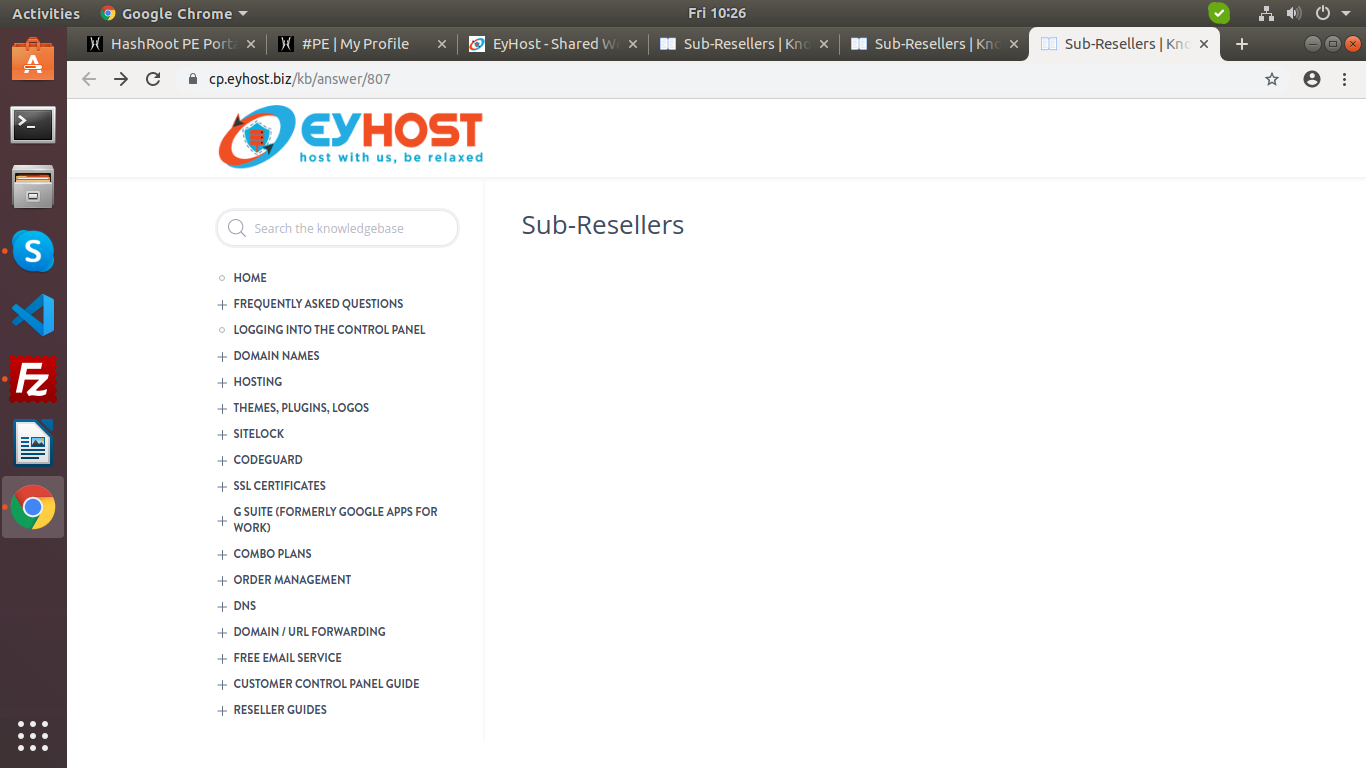 Activities
Google Chrome
Fri 10:26
HashRoot PE Port
#PE | My Profile
EyHost - Shared W
Sub-Resellers | Kno
Sub-Resellers | Kno
Sub-Resellers | Kno
cp.eyhost.biz/kb/answer/807
EYHOST
host with us, be relaxed
Search the knowledgebase
Sub-Resellers
HOME
FREQUENTLY ASKED QUESTIONS
LOGGING INTO THE CONTROL PANEL
DOMAIN NAMES
HOSTING
THEMES, PLUGINS, LOGOS
SITELOCK
CODEGUARD
SSL CERTIFICATES
G SUITE (FORMERLY GOOGLE APPS FOR
WORK)
COMBO PLANS
ORDER MANAGEMENT
DNS
DOMAIN / URL FORWARDING
FREE EMAIL SERVICE
CUSTOMER CONTROL PANEL GUIDE
RESELLER GUIDES